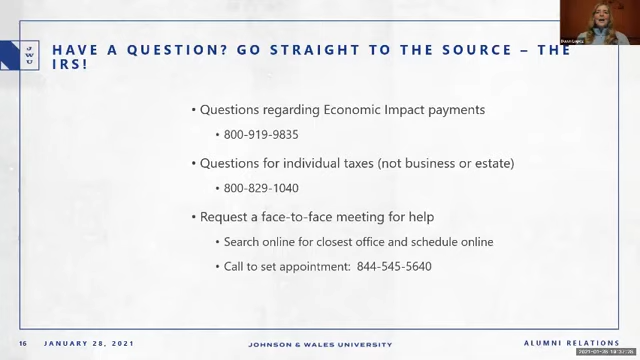 J
W
U
HAVE A QUESTION? GO STRAIGHT TO THE SOURCE – THE
IRS!
• Questions regarding Economic Impact payments
• 800-919-9835
• Questions for individual taxes (not business or estate)
• 800-829-1040
• Request a face-to-face meeting for help
• Search online for closest office and schedule online
• Call to set appointment: 844-545-5640
16 JANUARY 28, 2021
JOHNSON & WALES UNIVERSITY
ALUMNI RELATIONS